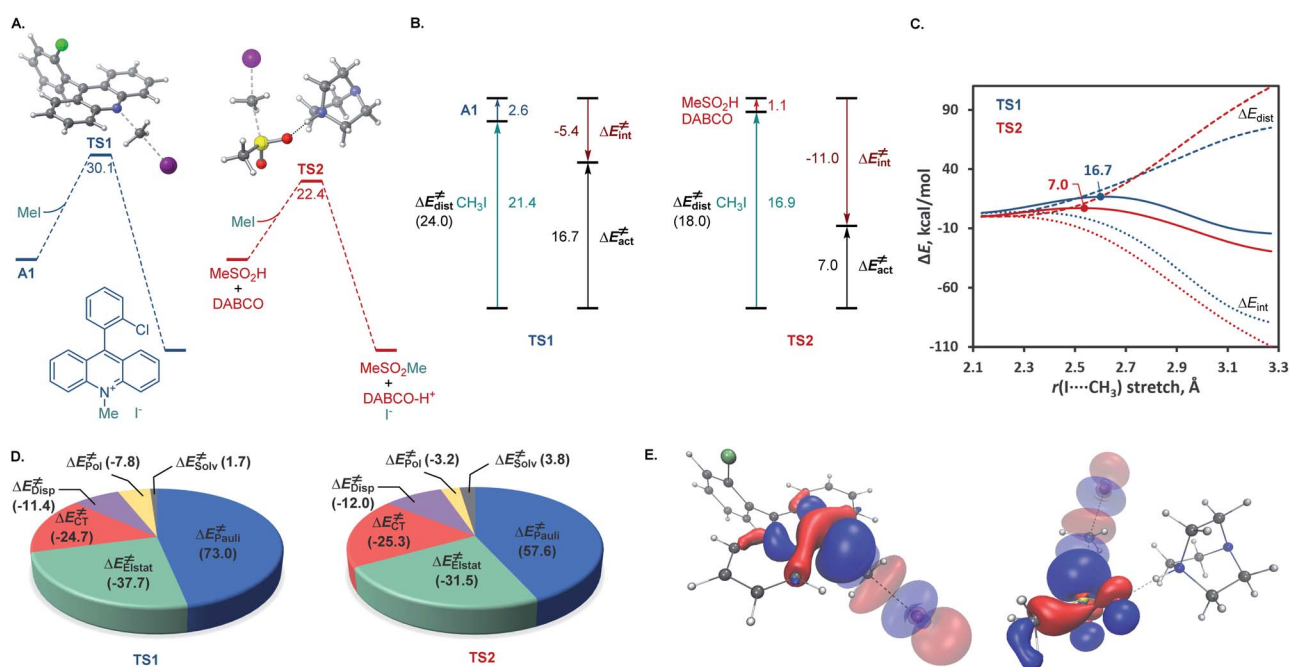 A.
TS1
30.1
MeI
A1
Cl
N⁺
Me I⁻
TS2
22.4
MeI
MeSO₂H
+
DABCO
MeSO₂Me
+
DABCO-H⁺
I⁻
B.
A1
2.6
-5.4
ΔE≠int
ΔE≠dist
(24.0)
CH₃I
21.4
16.7
ΔE≠act
TS1
MeSO₂H
DABCO
1.1
-11.0
ΔE≠int
ΔE≠dist
(18.0)
CH₃I
16.9
7.0
ΔE≠act
TS2
C.
ΔE, kcal/mol
90
40
-10
-60
-110
TS1
TS2
ΔEdist
16.7
7.0
ΔEint
2.1 2.3 2.5 2.7 2.9 3.1 3.3
r(I····CH₃) stretch, Å
D.
ΔE≠Pol (-7.8)
ΔE≠Solv (1.7)
ΔE≠Disp
(-11.4)
ΔE≠CT
(-24.7)
ΔE≠Pauli
(73.0)
ΔE≠Elstat
(-37.7)
TS1
ΔE≠Pol (-3.2)
ΔE≠Solv (3.8)
ΔE≠Disp
(-12.0)
ΔE≠CT
(-25.3)
ΔE≠Pauli
(57.6)
ΔE≠Elstat
(-31.5)
TS2
E.